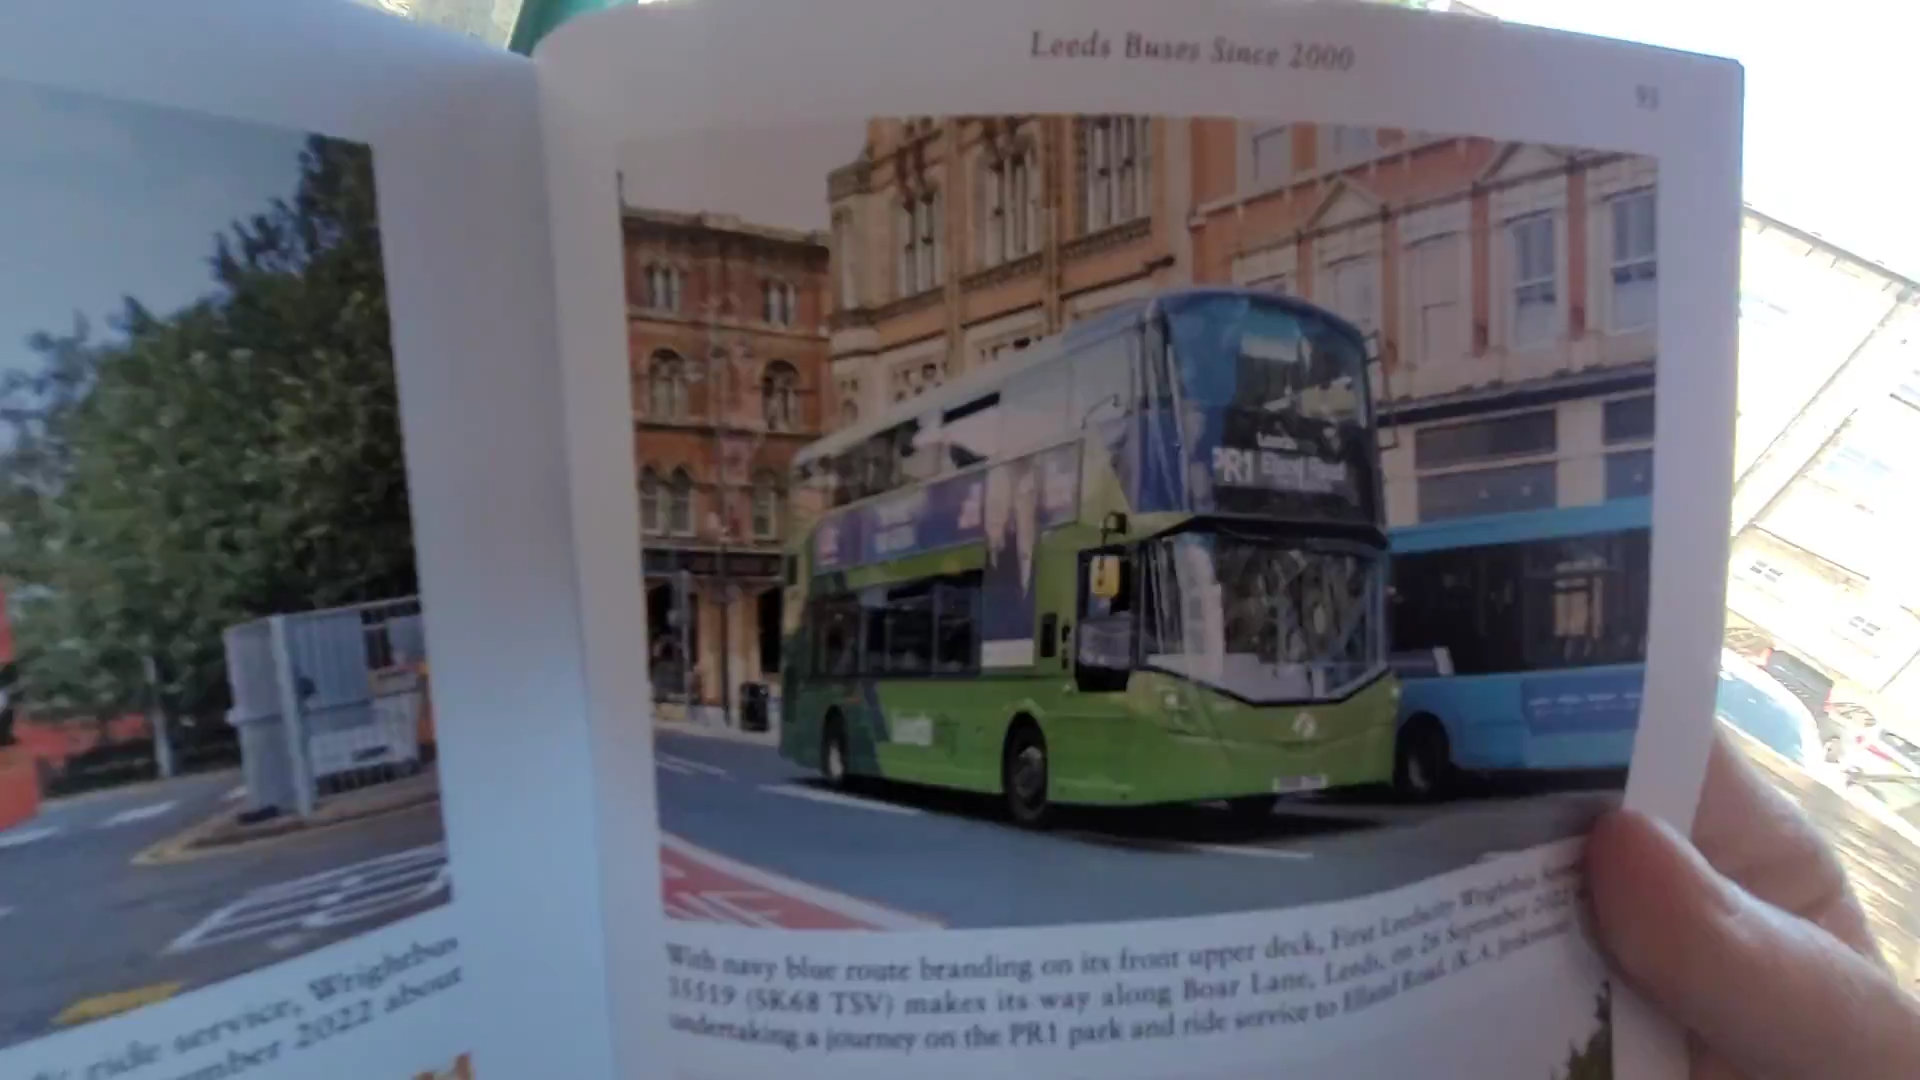 Leeds Buses Since 2000
Leeds
PR1 Elland Road
ride service, Wrightbus
2022 about
With navy blue route branding on its front upper deck, First Leedscity Wrightbus
35519 (SK68 TSV) makes its way along Boar Lane, Leeds, on 26 September 2022
undertaking a journey on the PR1 park and ride service to Elland Road. (K. A. Jenkinson)